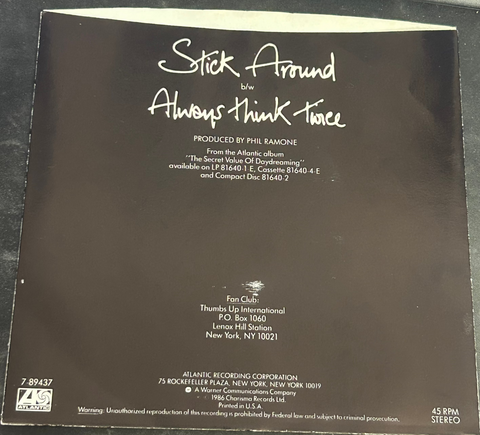 Stick Around
b/w
Always think twice
PRODUCED BY PHIL RAMONE
From the Atlantic album
"The Secret Value Of Daydreaming"
available on LP 81640-1 E, Cassette 81640-4-E
and Compact Disc 81640-2
Fan Club:
Thumbs Up International
P.O. Box 1060
Lenox Hill Station
New York, NY 10021
ATLANTIC RECORDING CORPORATION
75 ROCKEFELLER PLAZA, NEW YORK, NEW YORK 10019
A Warner Communications Company
1986 Charisma Records Ltd.
Printed in U.S.A.
7-89437
ATLANTIC
Warning: Unauthorized reproduction of this recording is prohibited by Federal law and subject to criminal prosecution.
45 RPM
STEREO